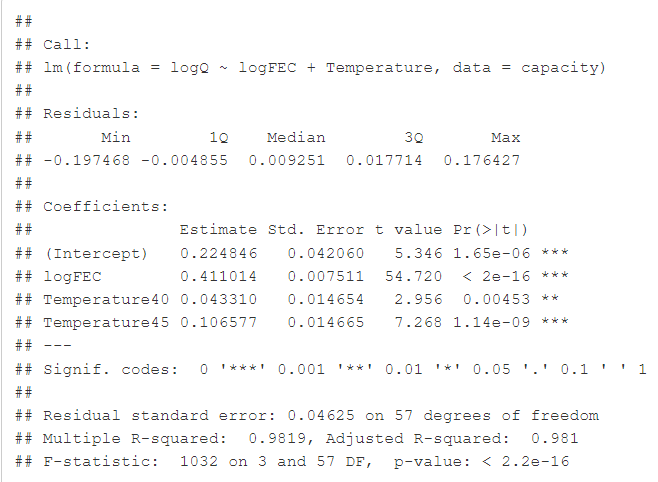 ##
## Call:
## lm(formula = logQ ~ logFEC + Temperature, data = capacity)
##
## Residuals:
##       Min        1Q    Median        3Q       Max
## -0.197468 -0.004855  0.009251  0.017714  0.176427
##
## Coefficients:
##               Estimate Std. Error t value Pr(>|t|)
## (Intercept)   0.224846   0.042060   5.346 1.65e-06 ***
## logFEC        0.411014   0.007511  54.720  < 2e-16 ***
## Temperature40 0.043310   0.014654   2.956  0.00453 **
## Temperature45 0.106577   0.014665   7.268 1.14e-09 ***
## ---
## Signif. codes:  0 '***' 0.001 '**' 0.01 '*' 0.05 '.' 0.1 ' ' 1
##
## Residual standard error: 0.04625 on 57 degrees of freedom
## Multiple R-squared:  0.9819, Adjusted R-squared:  0.981
## F-statistic:  1032 on 3 and 57 DF,  p-value: < 2.2e-16